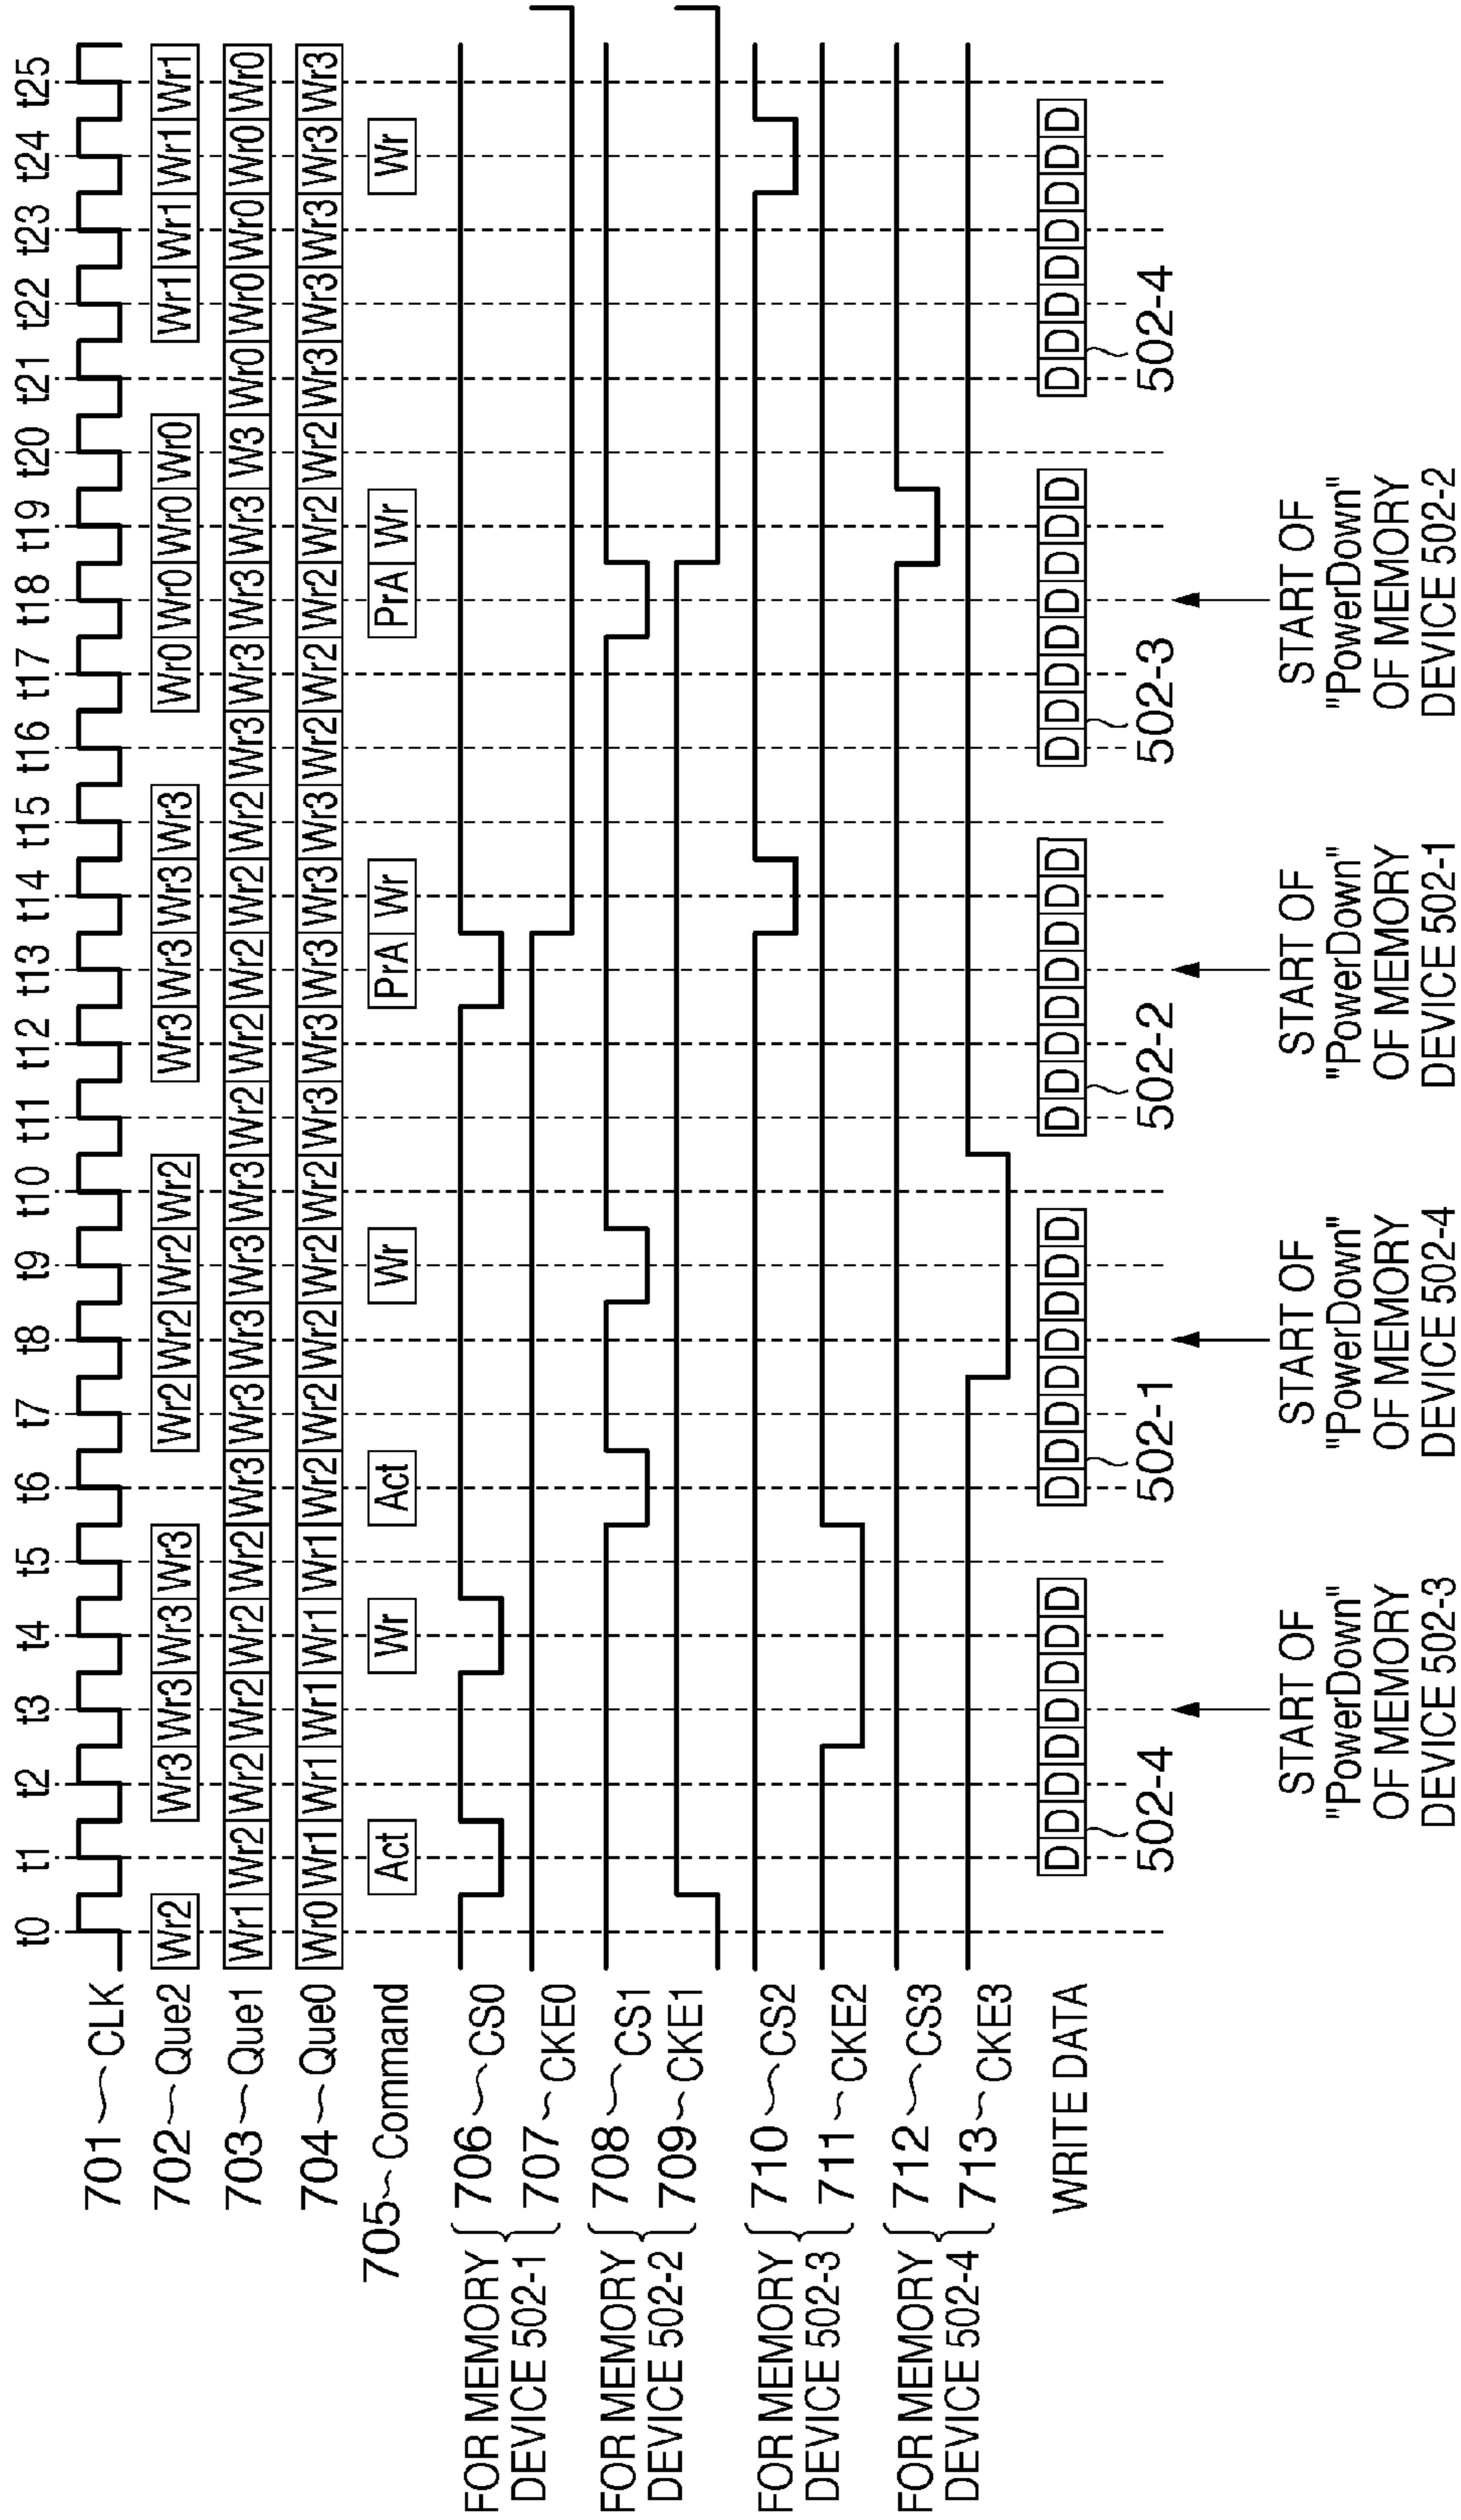 t0 t1 t2 t3 t4 t5 t6 t7 t8 t9 t10 t11 t12 t13 t14 t15 t16 t17 t18 t19 t20 t21 t22 t23 t24 t25
701 CLK
702 Que2 Wr2 Wr3 Wr3 Wr3 Wr3 Wr2 Wr2 Wr2 Wr2 Wr3 Wr3 Wr3 Wr3 Wr0 Wr0 Wr0 Wr0 Wr1 Wr1 Wr1 Wr1
703 Que1 Wr1 Wr2 Wr2 Wr2 Wr2 Wr2 Wr3 Wr3 Wr3 Wr3 Wr3 Wr2 Wr2 Wr2 Wr2 Wr2 Wr3 Wr3 Wr3 Wr3 W3 Wr0 Wr0 Wr0 Wr0 Wr0
704 Que0 Wr0 Wr1 Wr1 Wr1 Wr1 Wr1 Wr2 Wr2 Wr2 Wr2 Wr2 Wr3 Wr3 Wr3 Wr3 Wr3 Wr2 Wr2 Wr2 Wr2 Wr2 Wr3 Wr3 Wr3 Wr3 Wr3
705 Command Act Wr Act Wr PrA Wr PrA Wr Wr
FOR MEMORY
DEVICE 502-1
706 CS0
707 CKE0
FOR MEMORY
DEVICE 502-2
708 CS1
709 CKE1
FOR MEMORY
DEVICE 502-3
710 CS2
711 CKE2
FOR MEMORY
DEVICE 502-4
712 CS3
713 CKE3
WRITE DATA D D D D D D D D D D D D D D D D D D D D D D D D D D D D D D D D D D D D D D D D
502-4 502-1 502-2 502-3 502-4
START OF
"PowerDown"
OF MEMORY
DEVICE 502-3
START OF
"PowerDown"
OF MEMORY
DEVICE 502-4
START OF
"PowerDown"
OF MEMORY
DEVICE 502-1
START OF
"PowerDown"
OF MEMORY
DEVICE 502-2